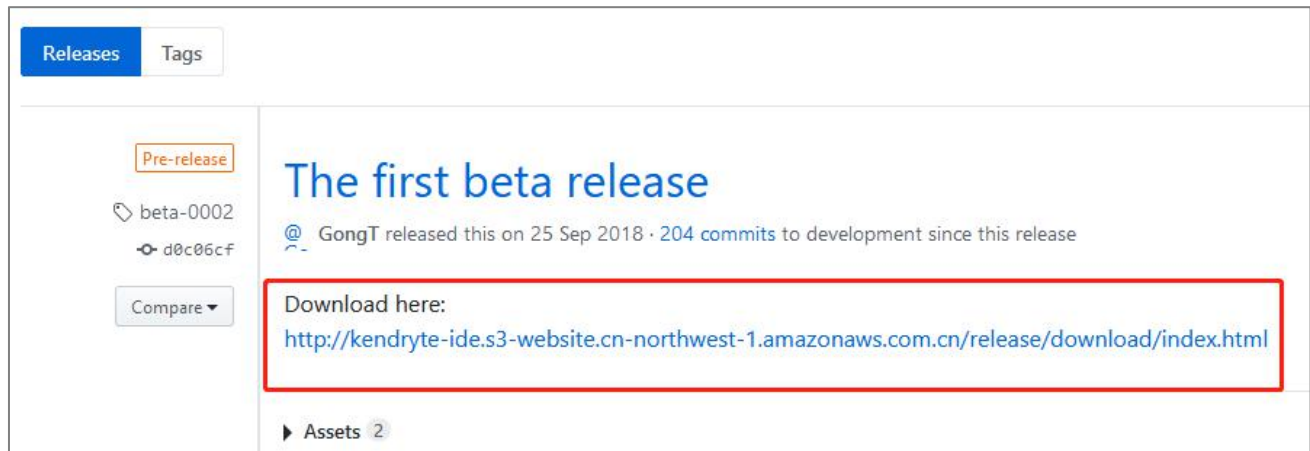 Releases Tags
Pre-release
beta-0002
d0c06cf
Compare
The first beta release
GongT released this on 25 Sep 2018 · 204 commits to development since this release
Download here:
http://kendryte-ide.s3-website.cn-northwest-1.amazonaws.com.cn/release/download/index.html
Assets 2